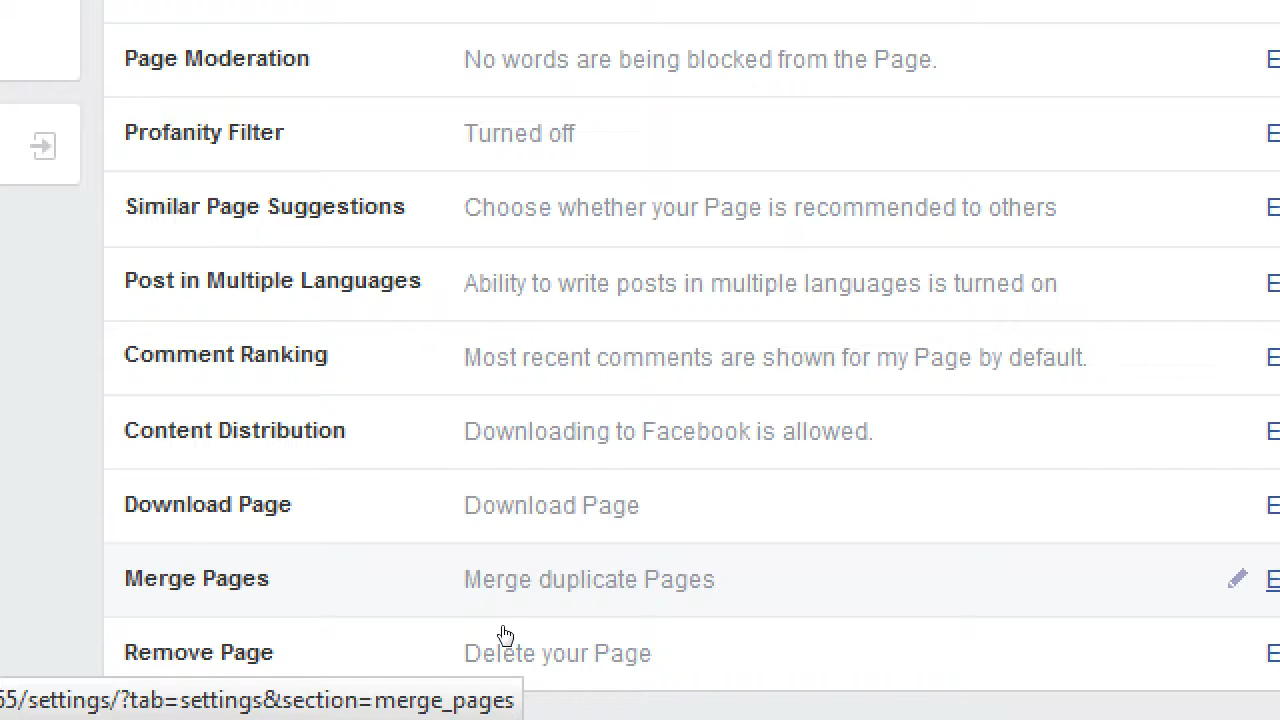 Page Moderation No words are being blocked from the Page. E
Profanity Filter Turned off E
Similar Page Suggestions Choose whether your Page is recommended to others E
Post in Multiple Languages Ability to write posts in multiple languages is turned on E
Comment Ranking Most recent comments are shown for my Page by default. E
Content Distribution Downloading to Facebook is allowed. E
Download Page Download Page E
Merge Pages Merge duplicate Pages E
Remove Page Delete your Page E
55/settings/?tab=settings&section=merge_pages